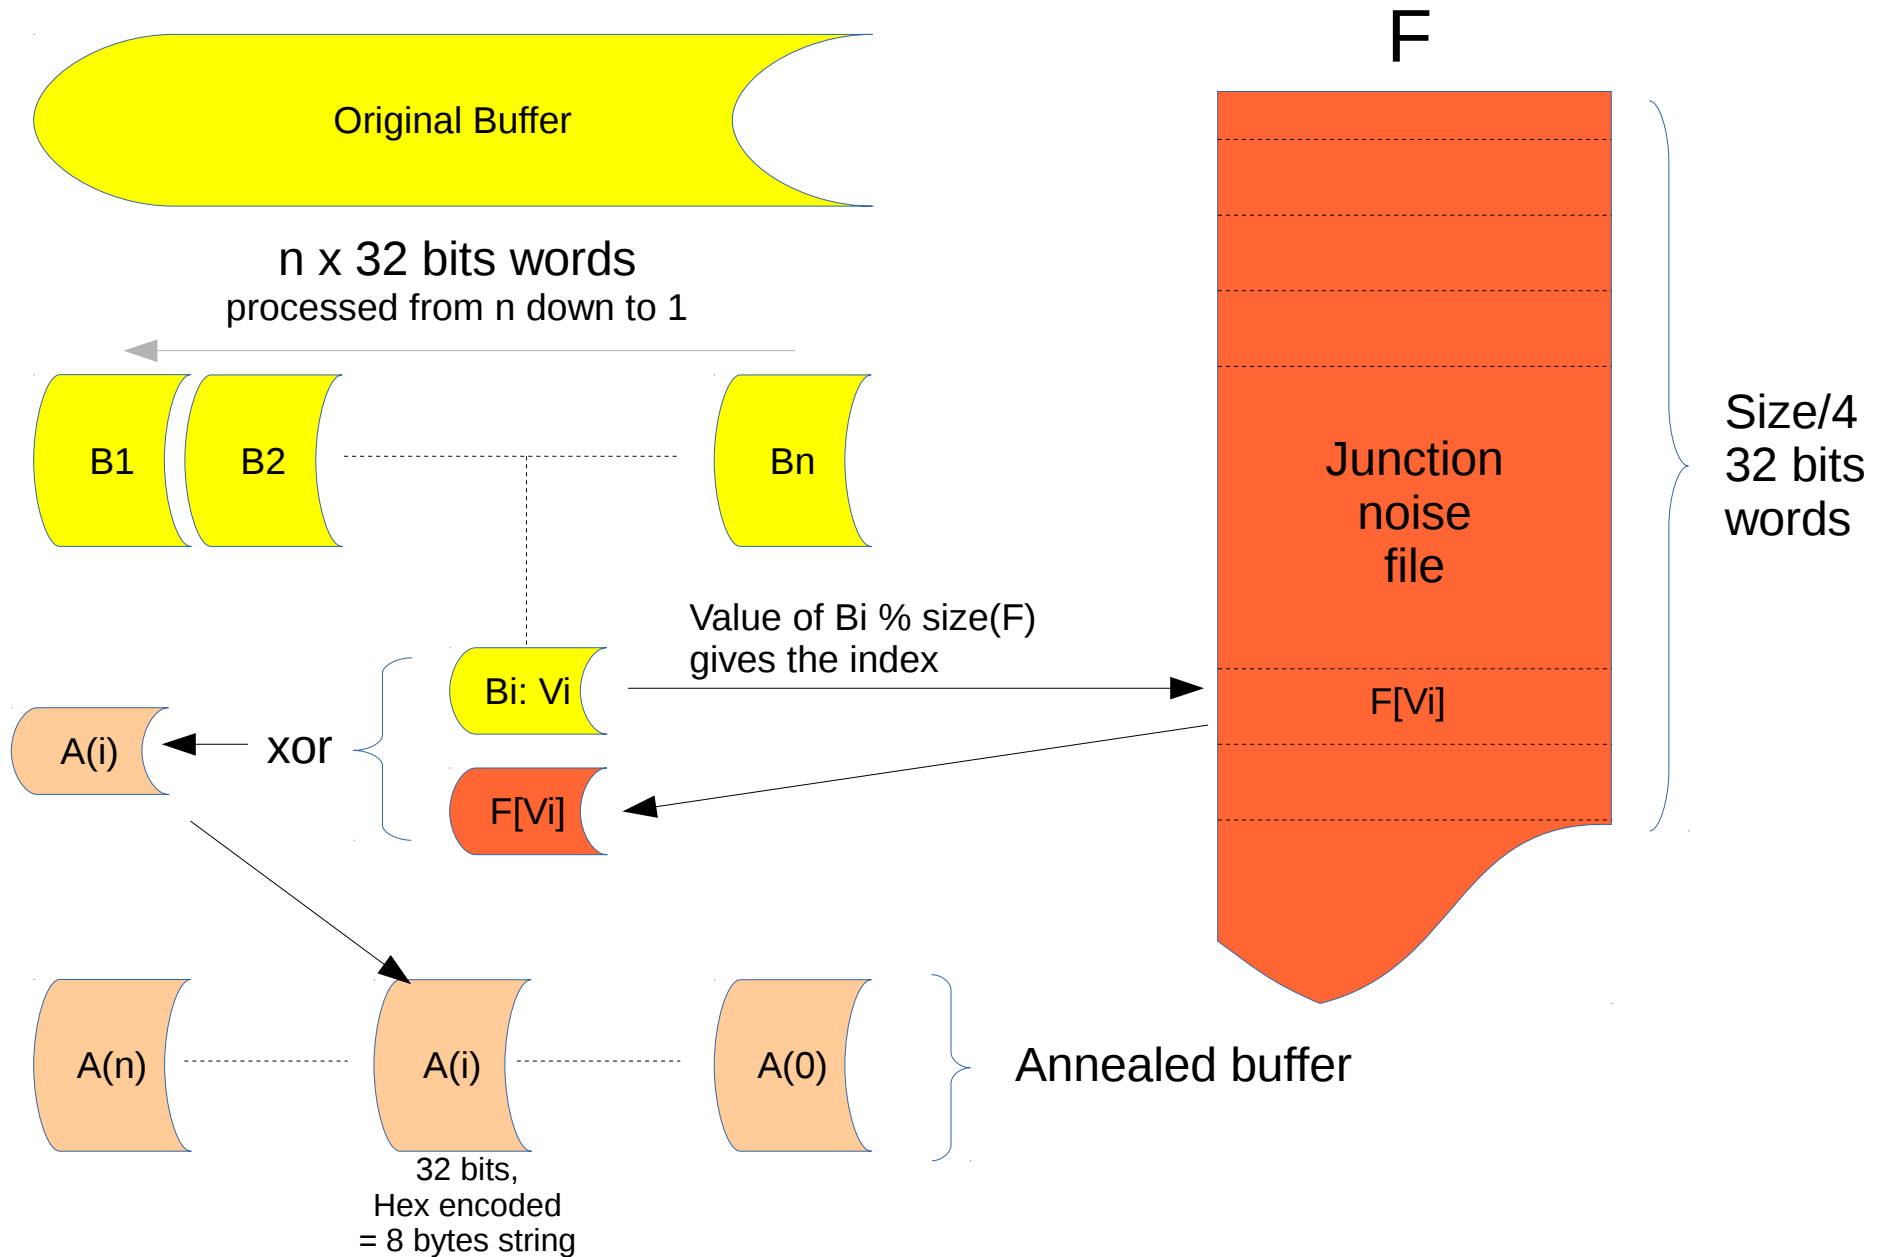 F
Original Buffer
n x 32 bits words
processed from n down to 1
B1
B2
Bn
Junction
noise
file
Size/4
32 bits
words
Value of Bi % size(F)
gives the index
Bi: Vi
F[Vi]
A(i)
xor
F[Vi]
A(n)
A(i)
A(0)
Annealed buffer
32 bits,
Hex encoded
= 8 bytes string